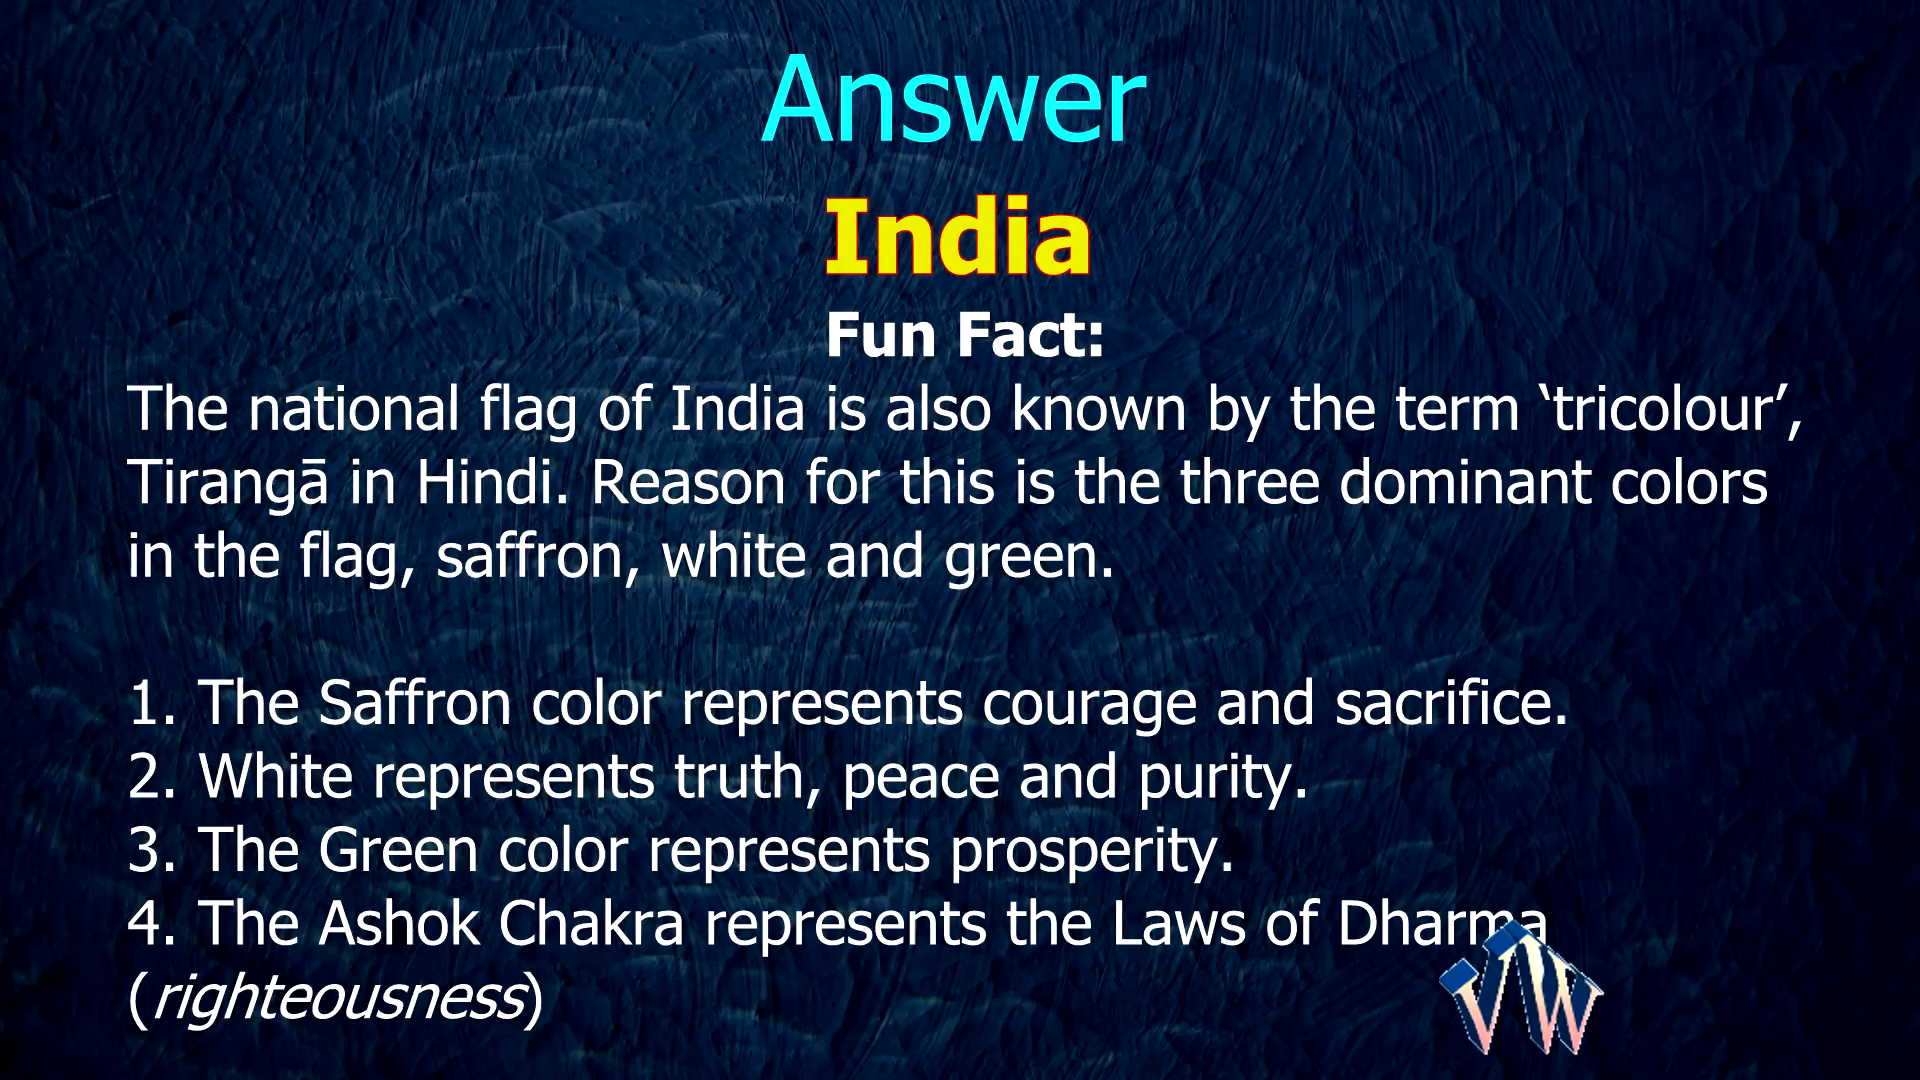 Answer
India
Fun Fact:
The national flag of India is also known by the term ‘tricolour’,
Tirangā in Hindi. Reason for this is the three dominant colors
in the flag, saffron, white and green.
1. The Saffron color represents courage and sacrifice.
2. White represents truth, peace and purity.
3. The Green color represents prosperity.
4. The Ashok Chakra represents the Laws of Dharma
(righteousness)
VW